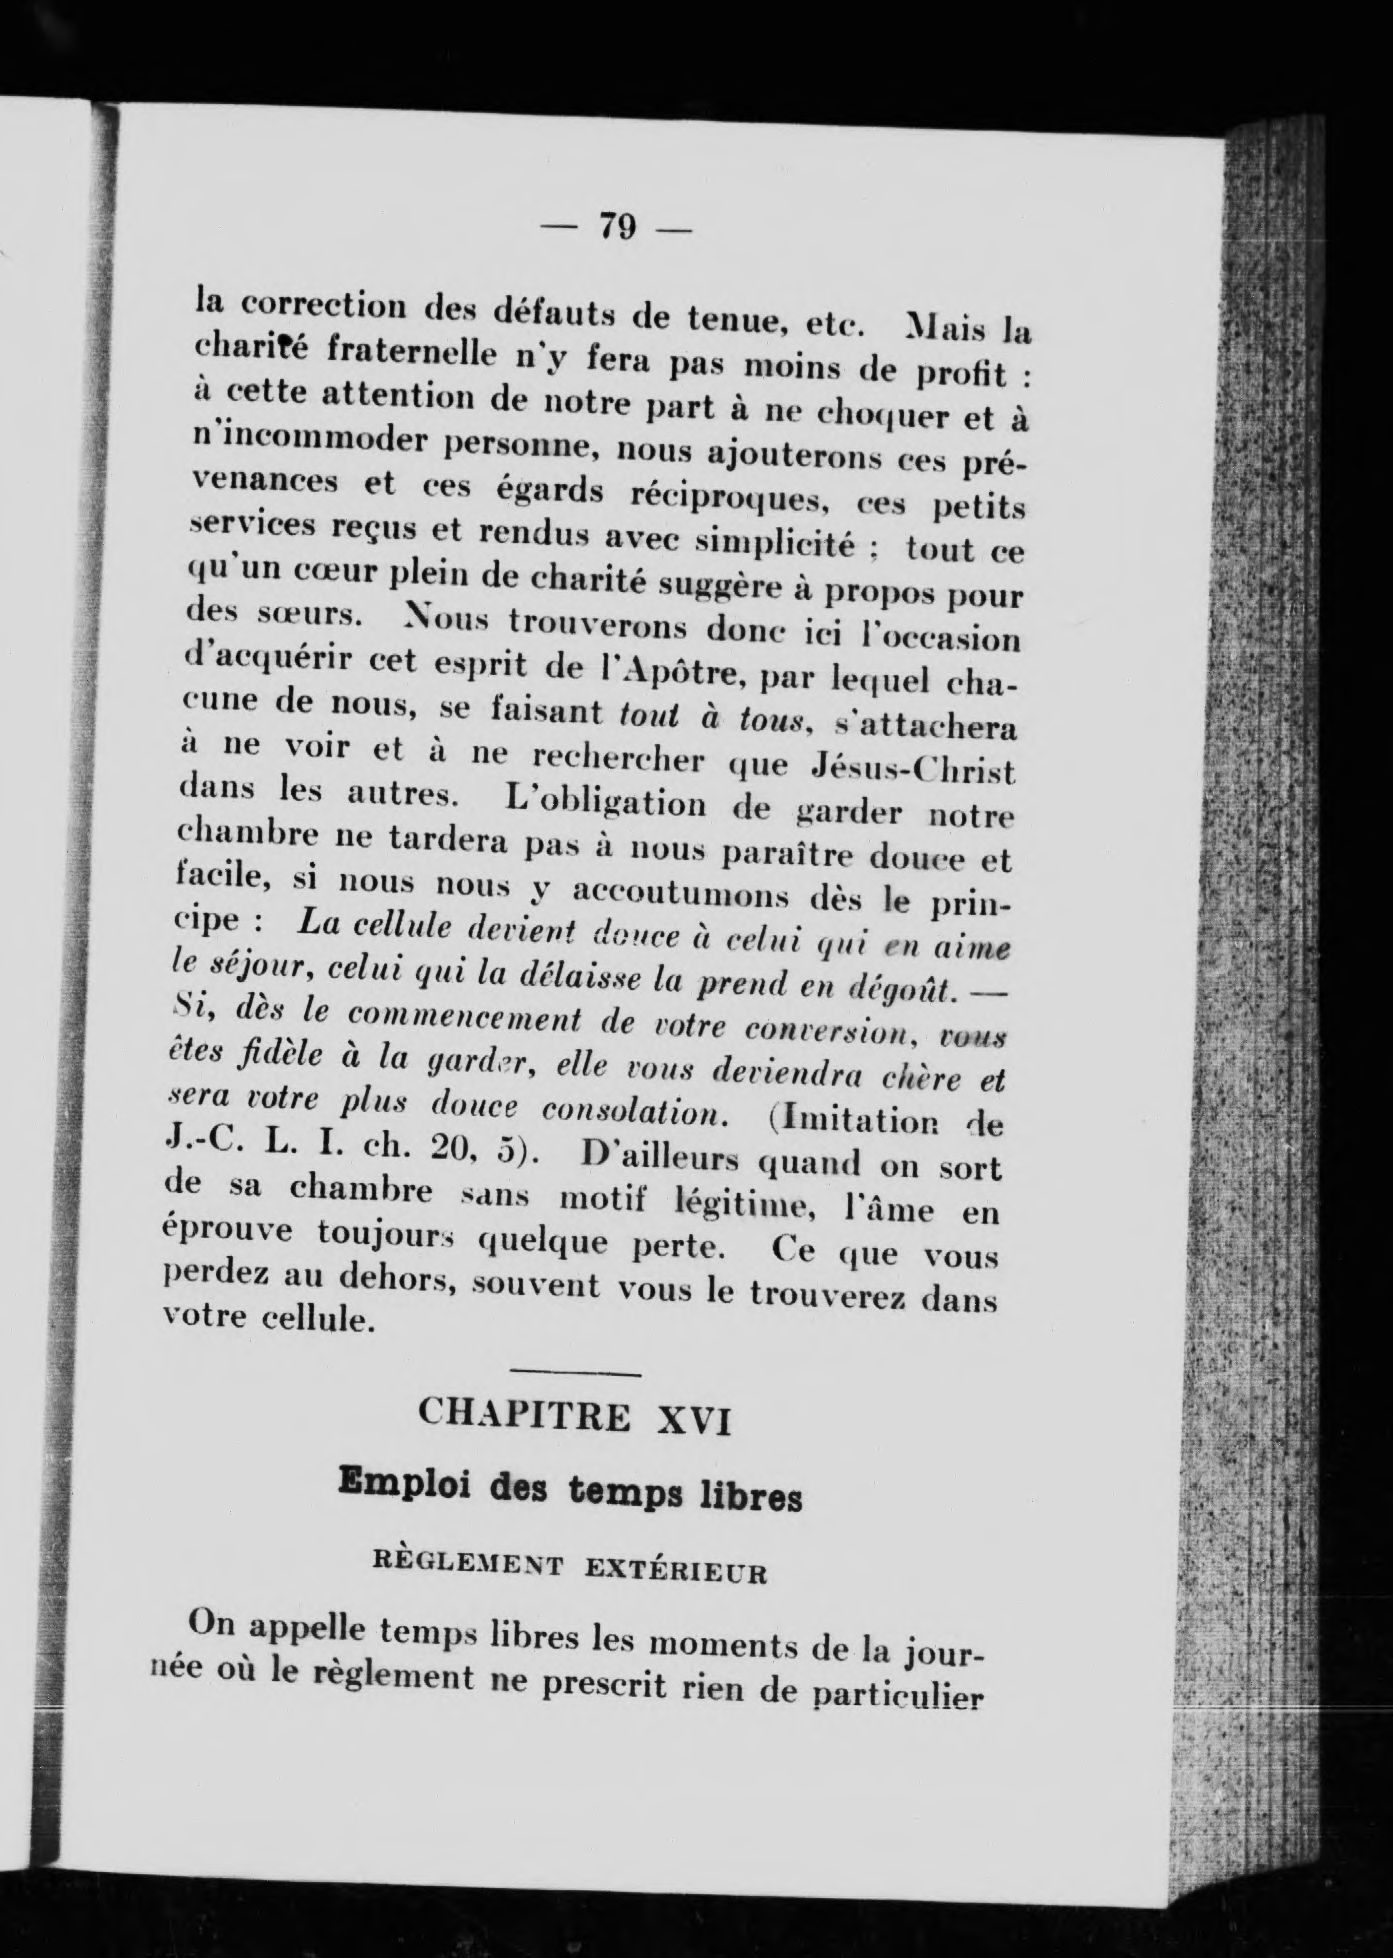 — 79 —
la correction des défauts de tenue, etc. Mais la
charité fraternelle n'y fera pas moins de profit :
à cette attention de notre part à ne choquer et à
n'incommoder personne, nous ajouterons ces pré-
venances et ces égards réciproques, ces petits
services reçus et rendus avec simplicité ; tout ce
qu'un cœur plein de charité suggère à propos pour
des sœurs. Nous trouverons donc ici l'occasion
d'acquérir cet esprit de l'Apôtre, par lequel cha-
cune de nous, se faisant tout à tous, s'attachera
à ne voir et à ne rechercher que Jésus-Christ
dans les autres. L'obligation de garder notre
chambre ne tardera pas à nous paraître douce et
facile, si nous nous y accoutumons dès le prin-
cipe : La cellule devient douce à celui qui en aime
le séjour, celui qui la délaisse la prend en dégoût. —
Si, dès le commencement de votre conversion, vous
êtes fidèle à la garder, elle vous deviendra chère et
sera votre plus douce consolation. (Imitation de
J.-C. L. I. ch. 20, 5). D'ailleurs quand on sort
de sa chambre sans motif légitime, l'âme en
éprouve toujours quelque perte. Ce que vous
perdez au dehors, souvent vous le trouverez dans
votre cellule.
CHAPITRE XVI
Emploi des temps libres
RÈGLEMENT EXTÉRIEUR
On appelle temps libres les moments de la jour-
née où le règlement ne prescrit rien de particulier